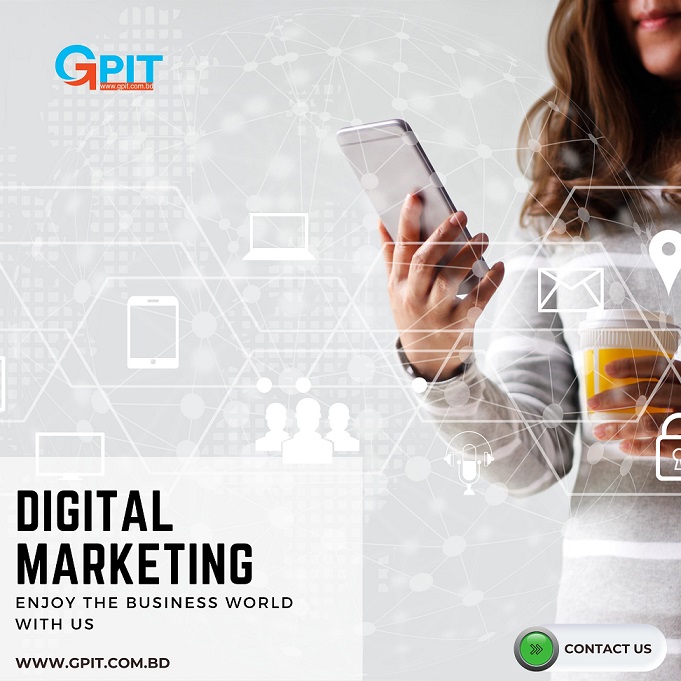 GPIT
www.gpit.com.bd
DIGITAL
MARKETING
ENJOY THE BUSINESS WORLD
WITH US
WWW.GPIT.COM.BD
CONTACT US